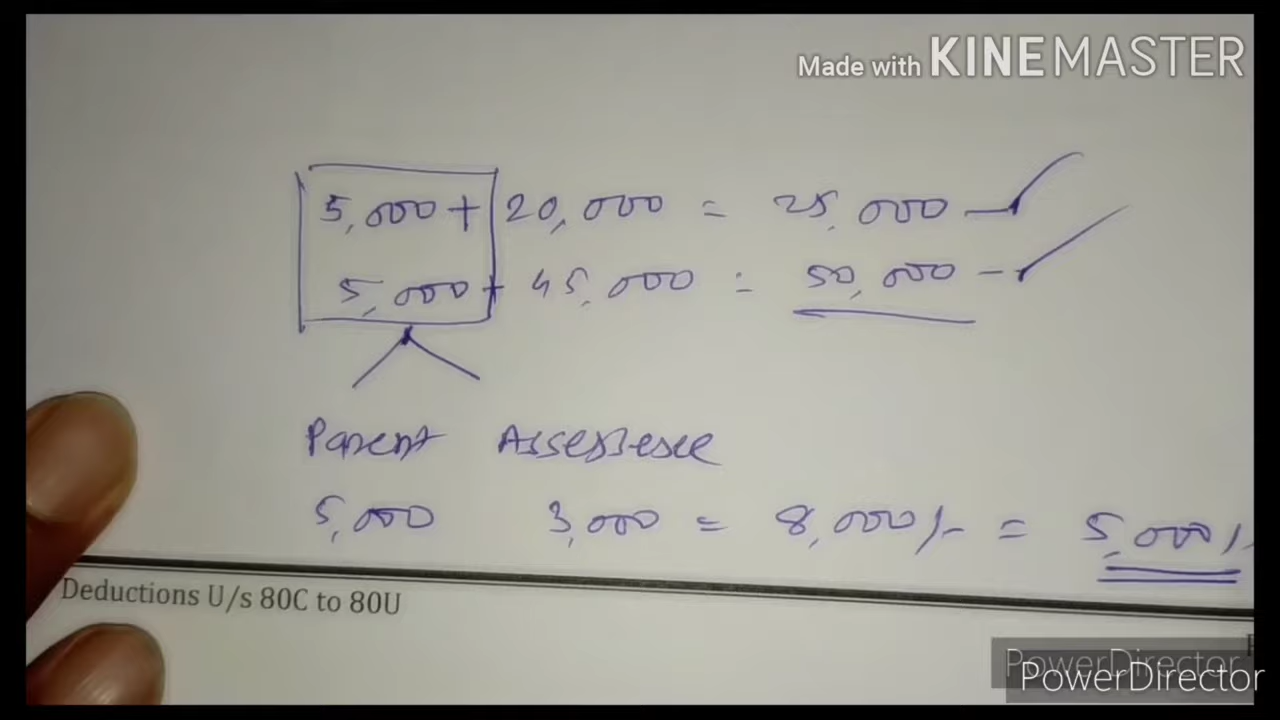 Made with KINEMASTER
5,000 + 20,000 = 25,000 —
5,000 + 45,000 = 50,000 —
Parent Assessee
5,000 3,000 = 8,000/- = 5,000/-
Deductions U/s 80C to 80U
PowerDirector
PowerDirector